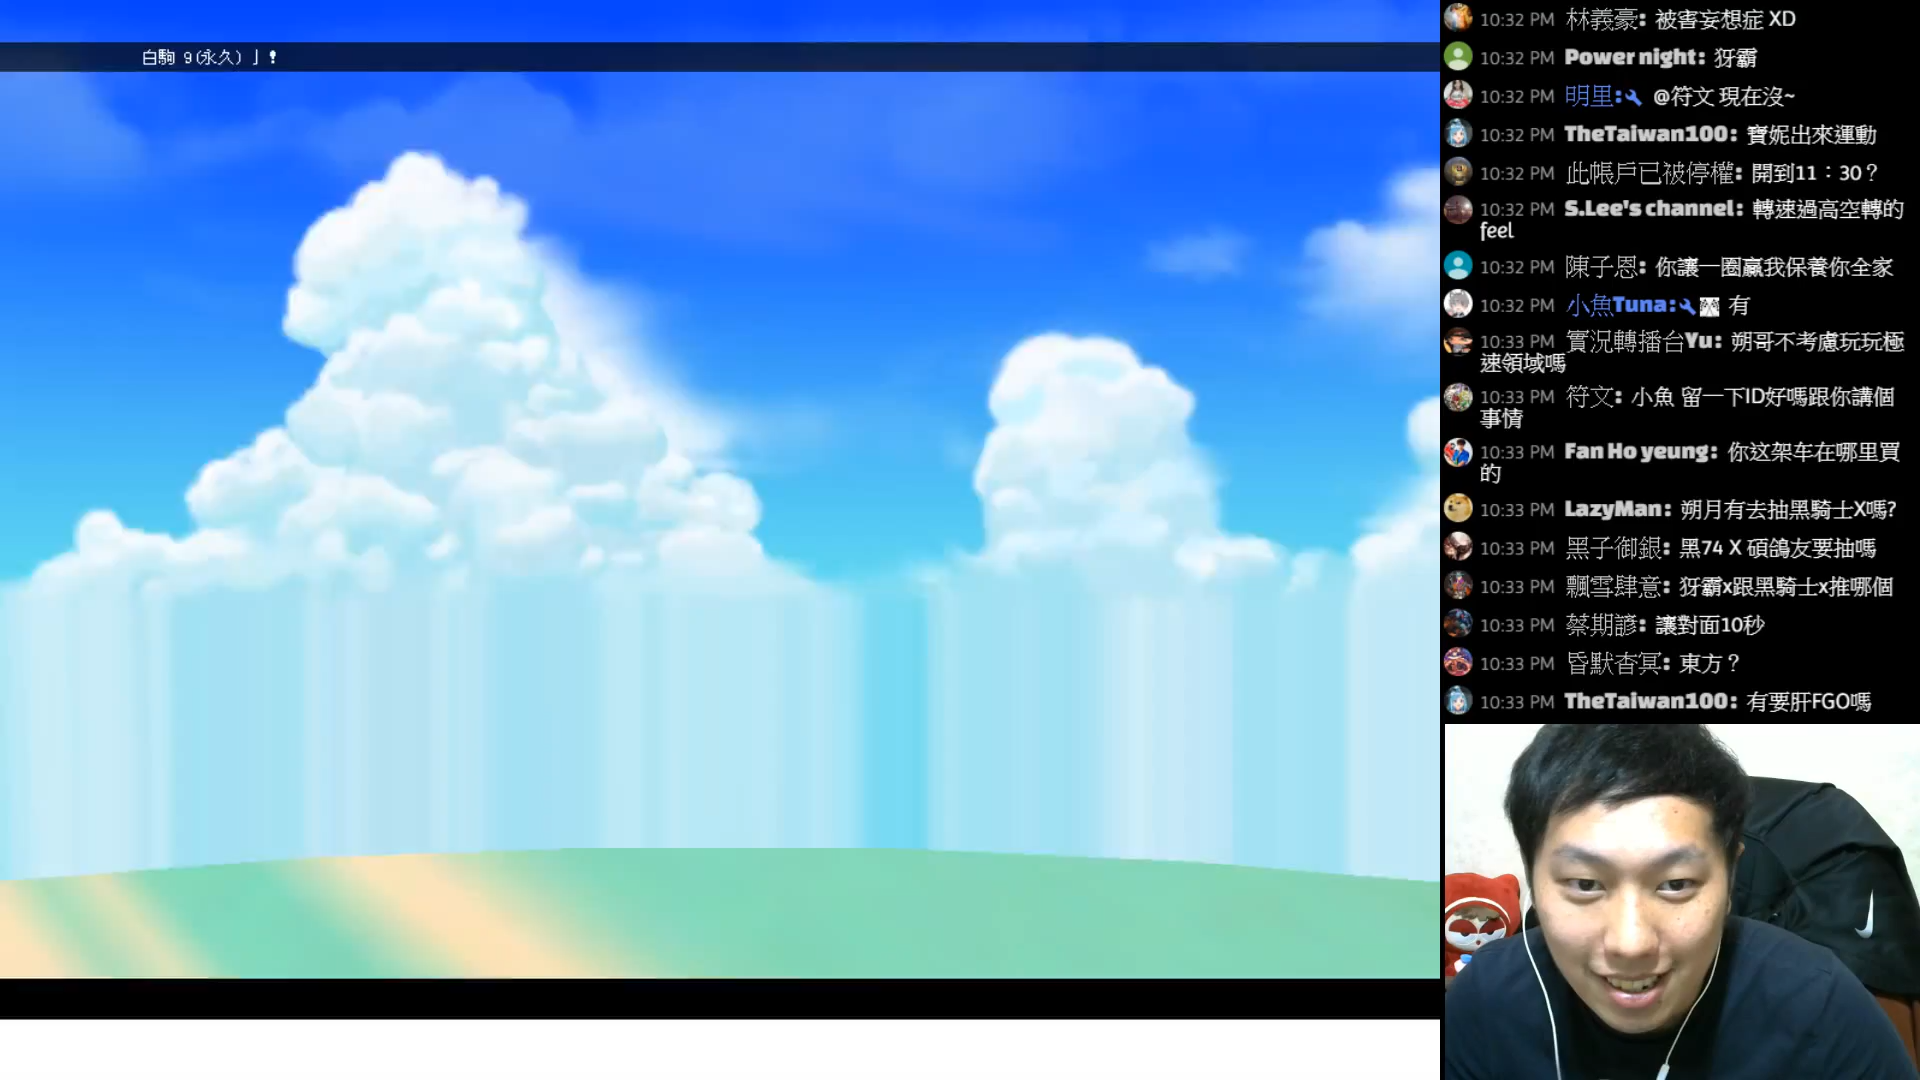 白駒 9(永久)」!
10:32 PM 林義豪: 被害妄想症 XD
10:32 PM Power night: 犽霸
10:32 PM 明里: @符文 現在沒~
10:32 PM TheTaiwan100: 寶妮出來運動
10:32 PM 此帳戶已被停權: 開到11：30？
10:32 PM S.Lee's channel: 轉速過高空轉的
feel
10:32 PM 陳子恩: 你讓一圈贏我保養你全家
10:32 PM 小魚Tuna: 有
10:33 PM 實況轉播台Yu: 朔哥不考慮玩玩極
速領域嗎
10:33 PM 符文: 小魚 留一下ID好嗎跟你講個
事情
10:33 PM Fan Ho yeung: 你这架车在哪里買
的
10:33 PM LazyMan: 朔月有去抽黑騎士X嗎?
10:33 PM 黑子御銀: 黑74 X 碩鴿友要抽嗎
10:33 PM 飄雪肆意: 犽霸x跟黑騎士x推哪個
10:33 PM 蔡期諺: 讓對面10秒
10:33 PM 昏默杳冥: 東方？
10:33 PM TheTaiwan100: 有要肝FGO嗎